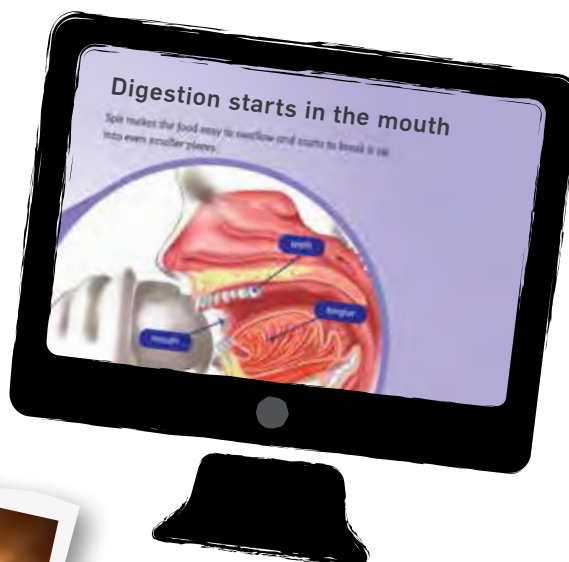 Digestion starts in the mouth
Spit makes the food easy to swallow and starts to break it up
into even smaller pieces.
teeth
tongue
mouth